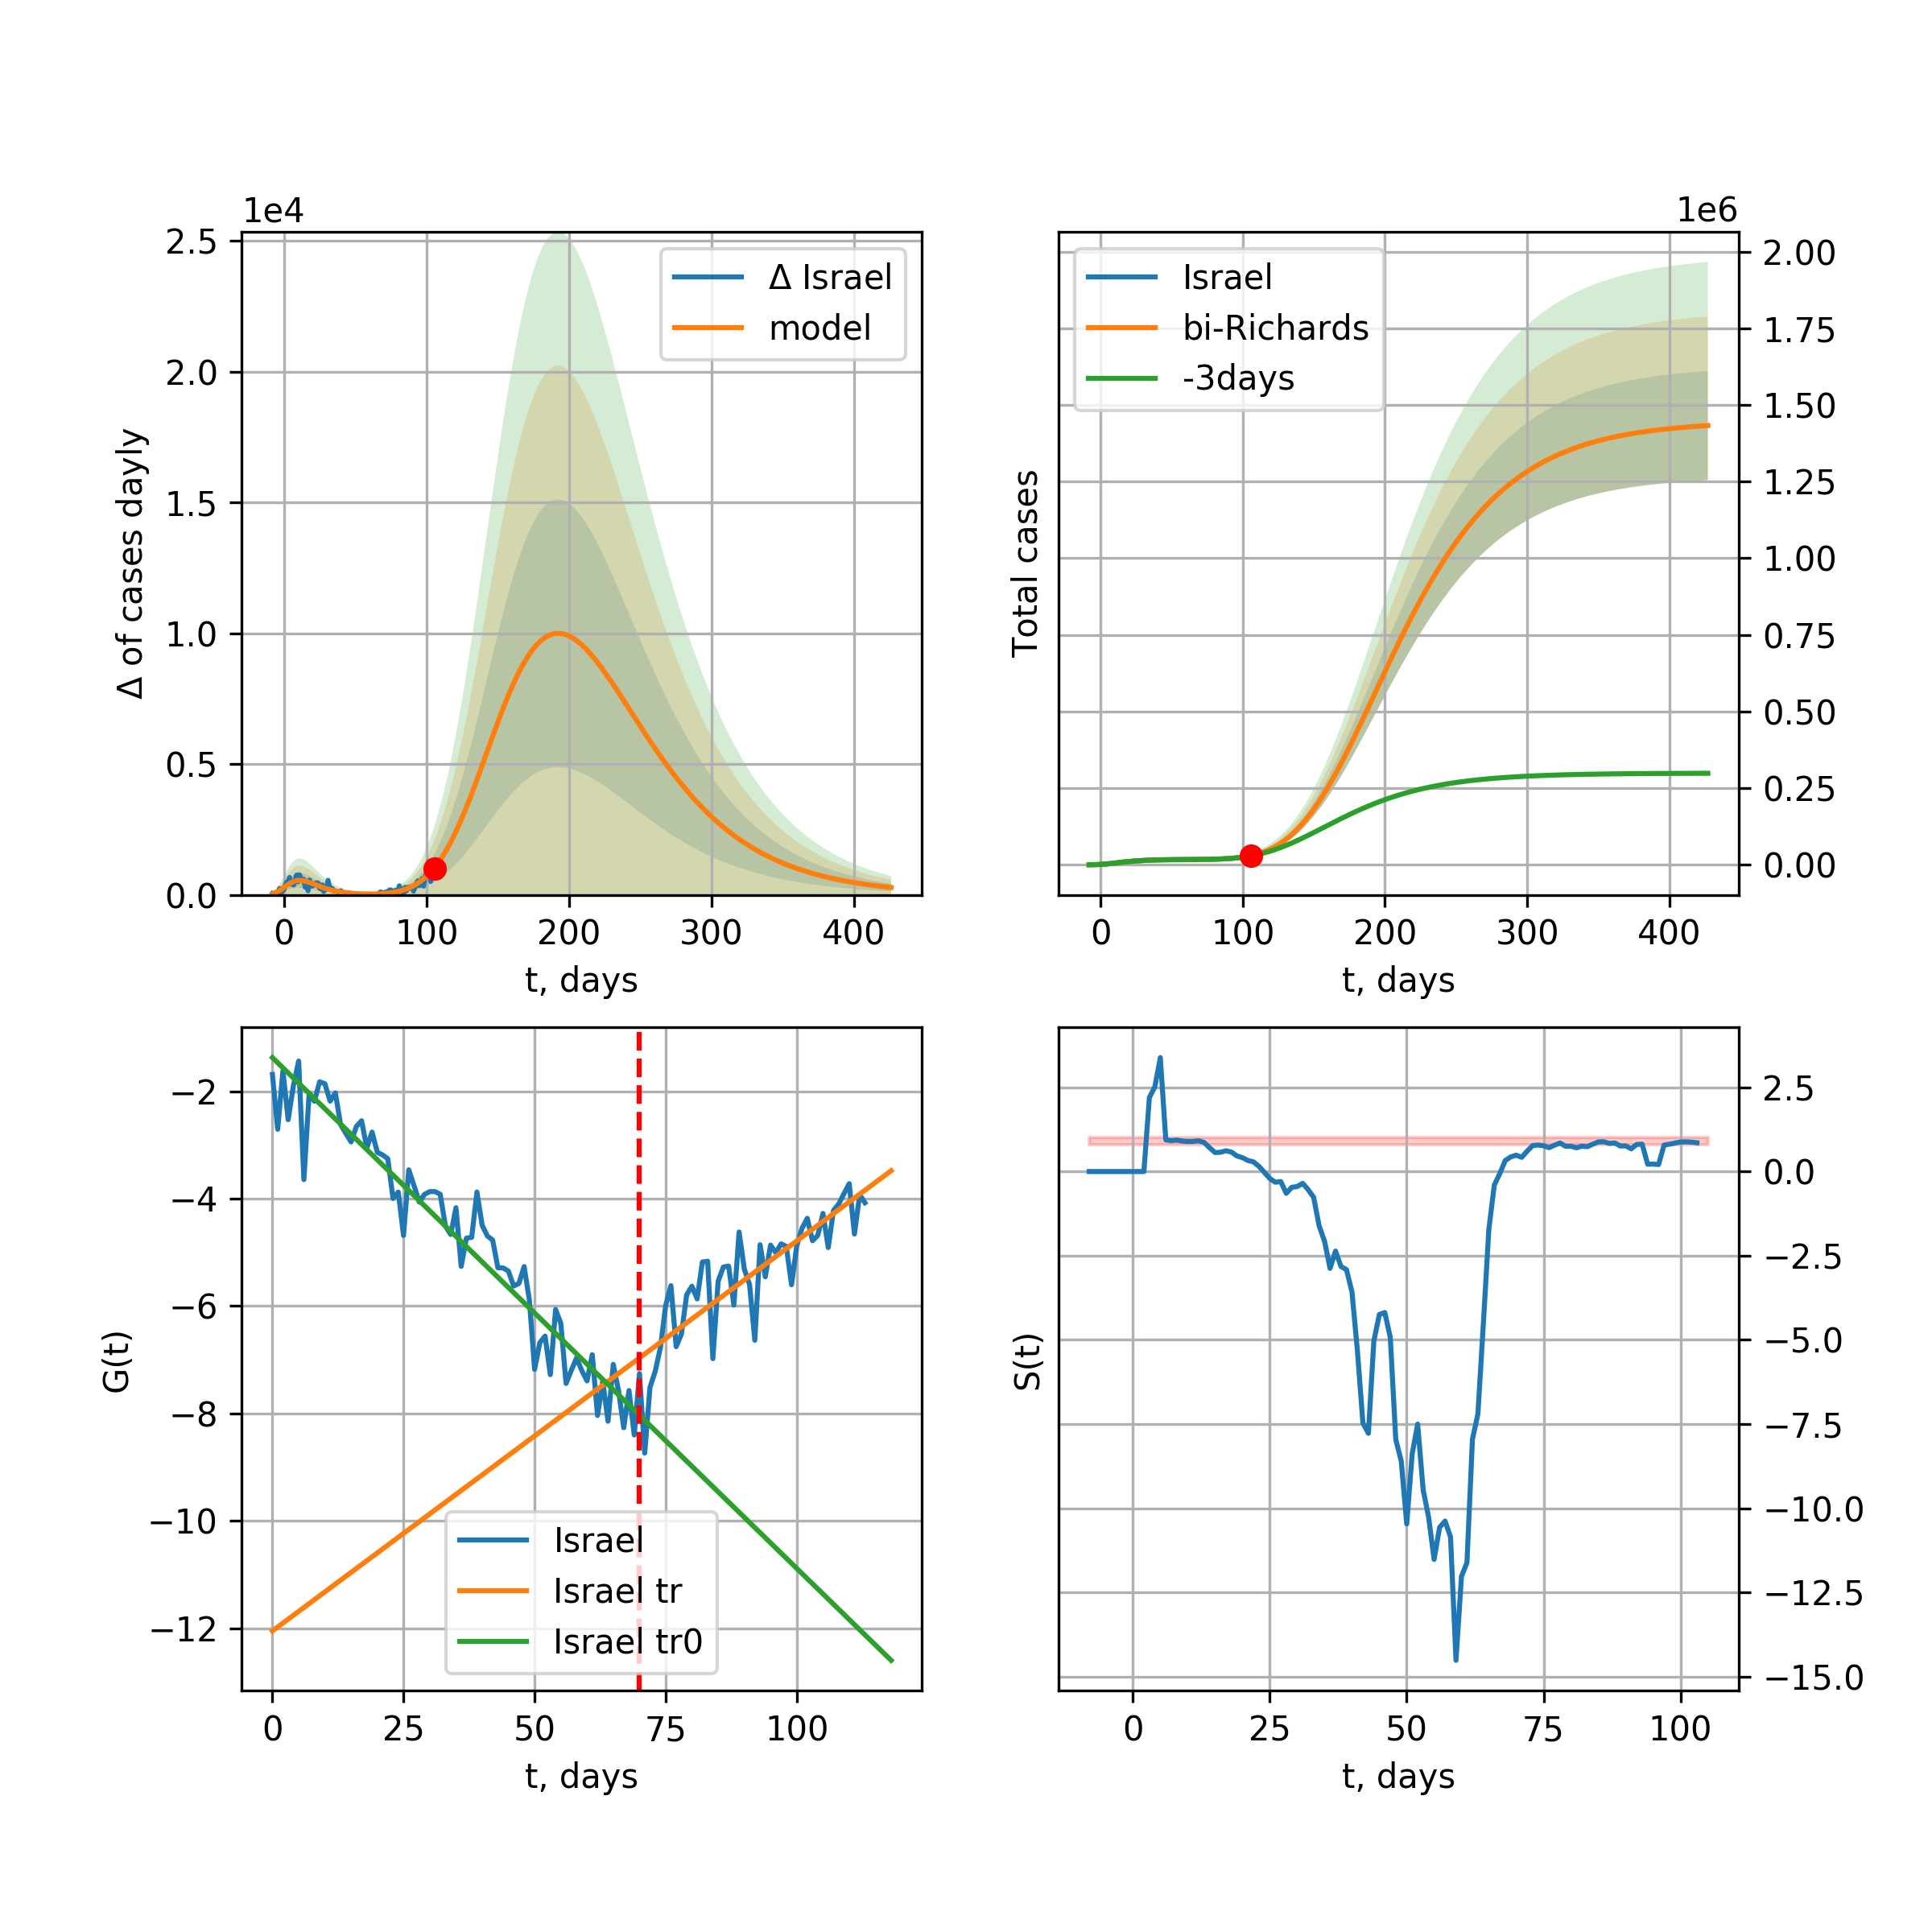 1e4
2.5
2.0
1.5
1.0
0.5
0.0
Δ of cases dayly
Δ Israel
model
0 100 200 300 400
t, days
1e6
Israel
bi-Richards
-3days
Total cases
2.00
1.75
1.50
1.25
1.00
0.75
0.50
0.25
0.00
0 100 200 300 400
t, days
−2
−4
−6
−8
−10
−12
G(t)
Israel
Israel tr
Israel tr0
0 25 50 75 100
t, days
S(t)
2.5
0.0
−2.5
−5.0
−7.5
−10.0
−12.5
−15.0
0 25 50 75 100
t, days